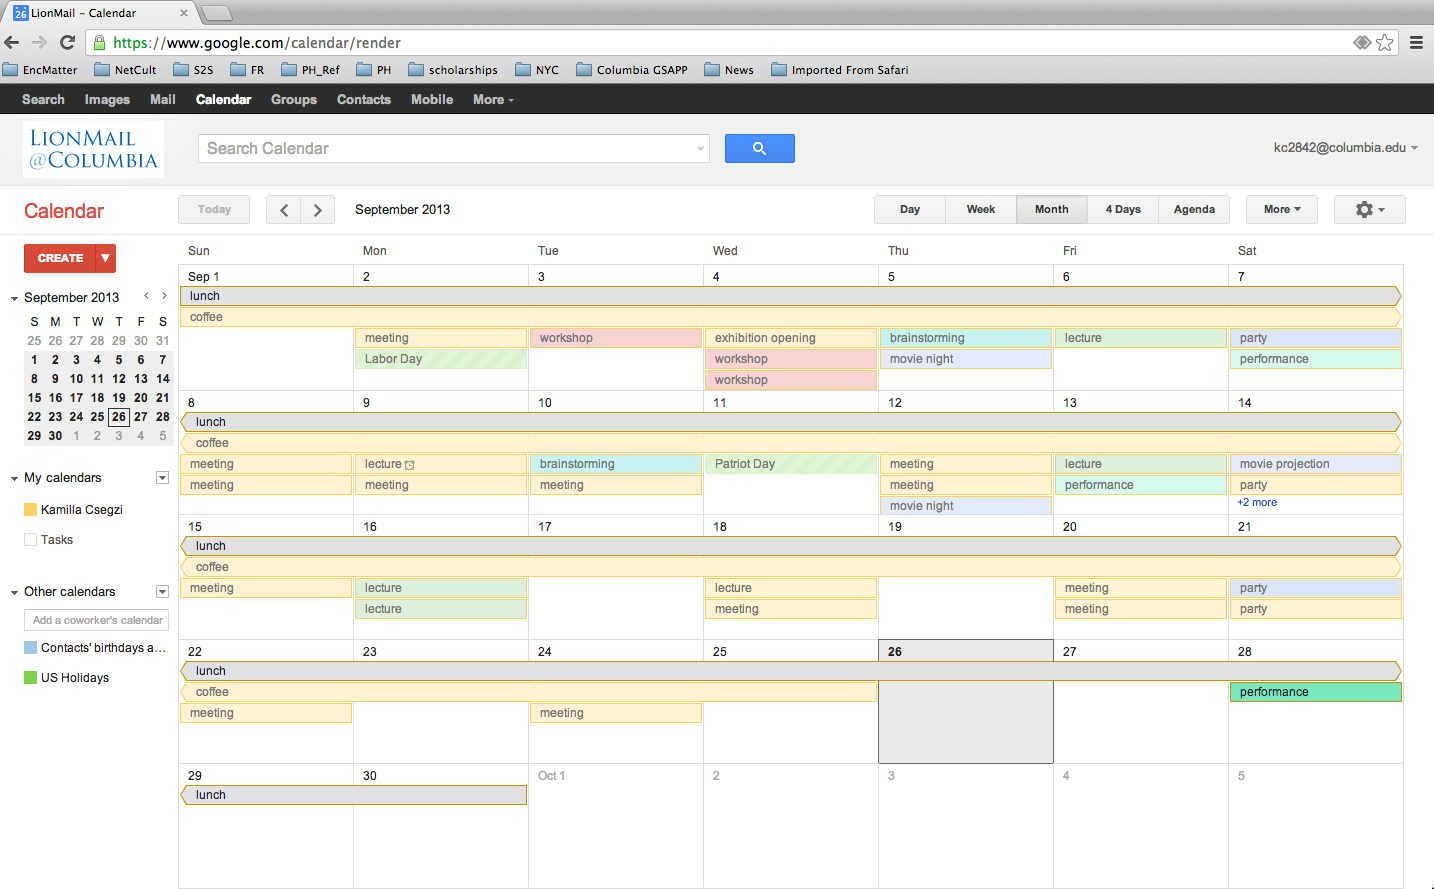 26 LionMail – Calendar
https://www.google.com/calendar/render
EncMatter NetCult S2S FR PH_Ref PH scholarships NYC Columbia GSAPP News Imported From Safari
Search Images Mail Calendar Groups Contacts Mobile More
LIONMAIL
@COLUMBIA
Search Calendar
kc2842@columbia.edu
Calendar
Today
September 2013
Day Week Month 4 Days Agenda More
CREATE
September 2013
S M T W T F S
25 26 27 28 29 30 31
1 2 3 4 5 6 7
8 9 10 11 12 13 14
15 16 17 18 19 20 21
22 23 24 25 26 27 28
29 30 1 2 3 4 5
My calendars
Kamilla Csegzi
Tasks
Other calendars
Add a coworker's calendar
Contacts' birthdays a…
US Holidays
Sun Mon Tue Wed Thu Fri Sat
Sep 1 2 3 4 5 6 7
lunch
coffee
meeting workshop exhibition opening brainstorming lecture party
Labor Day workshop movie night performance
workshop
8 9 10 11 12 13 14
lunch
coffee
meeting lecture brainstorming Patriot Day meeting lecture movie projection
meeting meeting meeting meeting performance party
movie night +2 more
15 16 17 18 19 20 21
lunch
coffee
meeting lecture lecture meeting party
lecture meeting meeting party
22 23 24 25 26 27 28
lunch
coffee performance
meeting meeting
29 30 Oct 1 2 3 4 5
lunch